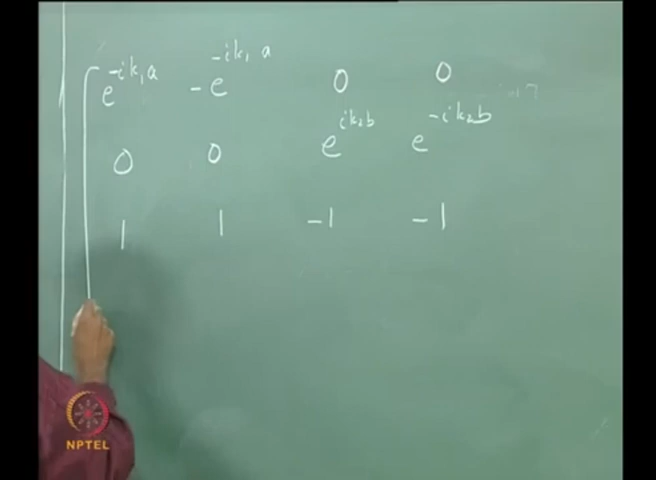 e^{-ik₁a} -e^{-ik₁a} 0 0
0 0 e^{ik₂b} e^{-ik₂b}
1 1 -1 -1
NPTEL